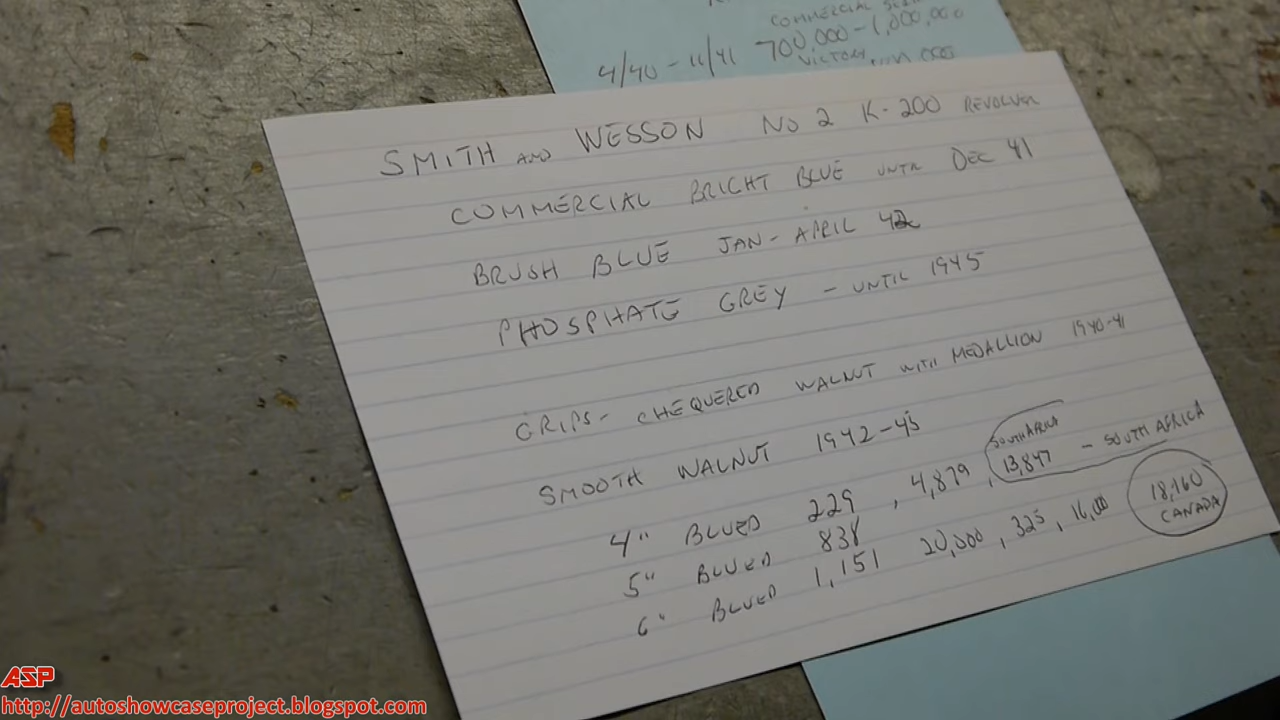 COMMERCIAL
4/40 - 11/41 700,000 - 1,000,000
VICTORY
SMITH AND WESSON NO 2 K-200 REVOLVER
COMMERCIAL BRIGHT BLUE UNTIL DEC 41
BRUSH BLUE JAN - APRIL 42
PHOSPHATE GREY - UNTIL 1945
GRIPS - CHEQUERED WALNUT WITH MEDALLION 1940-41
SMOOTH WALNUT 1942-45
SOUTH AFRICA
4" BLUED 229, 4,879, 13,847 - SOUTH AFRICA
5" BLUED 838
6" BLUED 1,151 20,000, 325, 16,00 18,160
CANADA
ASP
http://autoshowcaseproject.blogspot.com